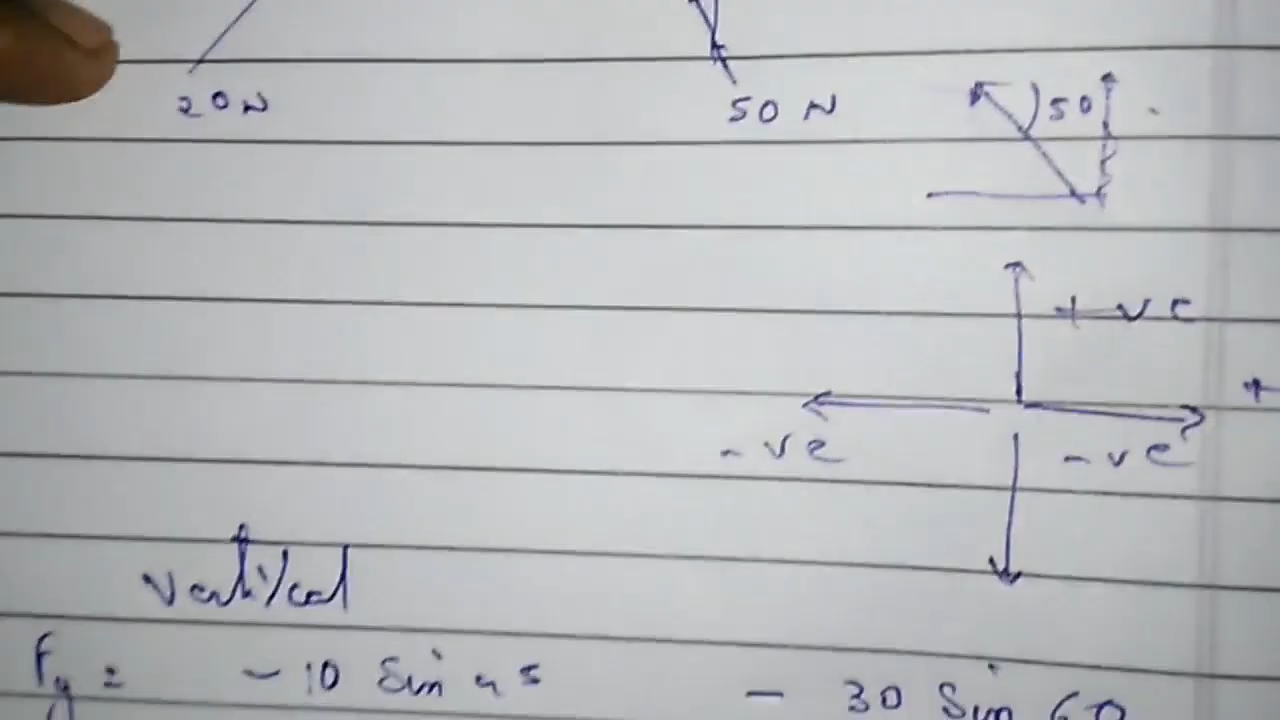 20N
50 N
50
+ve
+
-ve
-ve
vertical
Fy = - 10 Sin 45 - 30 Sin 60